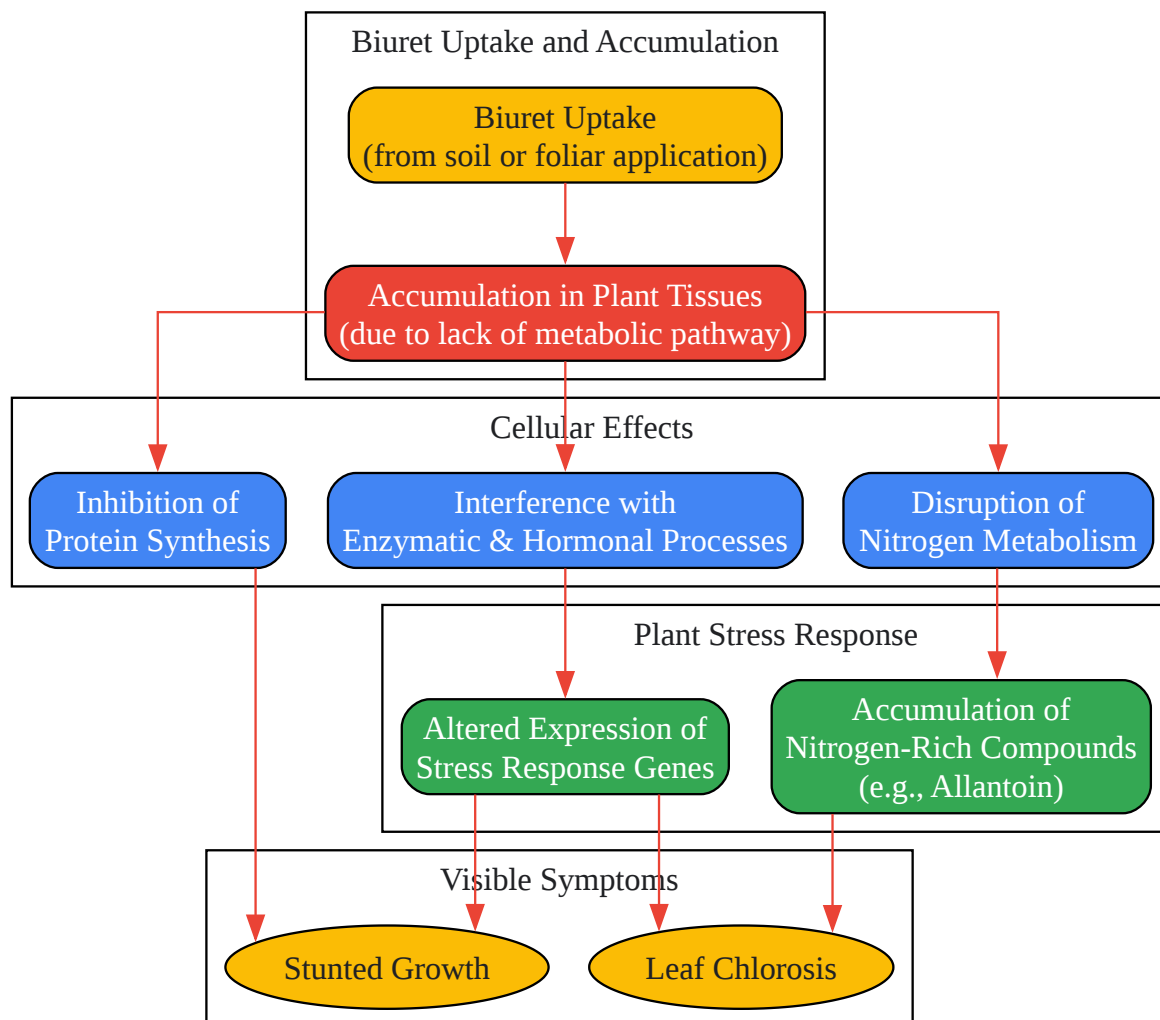 Biuret Uptake and Accumulation
Biuret Uptake
(from soil or foliar application)
Accumulation in Plant Tissues
(due to lack of metabolic pathway)
Cellular Effects
Inhibition of
Protein Synthesis
Interference with
Enzymatic & Hormonal Processes
Disruption of
Nitrogen Metabolism
Plant Stress Response
Altered Expression of
Stress Response Genes
Accumulation of
Nitrogen-Rich Compounds
(e.g., Allantoin)
Visible Symptoms
Stunted Growth
Leaf Chlorosis